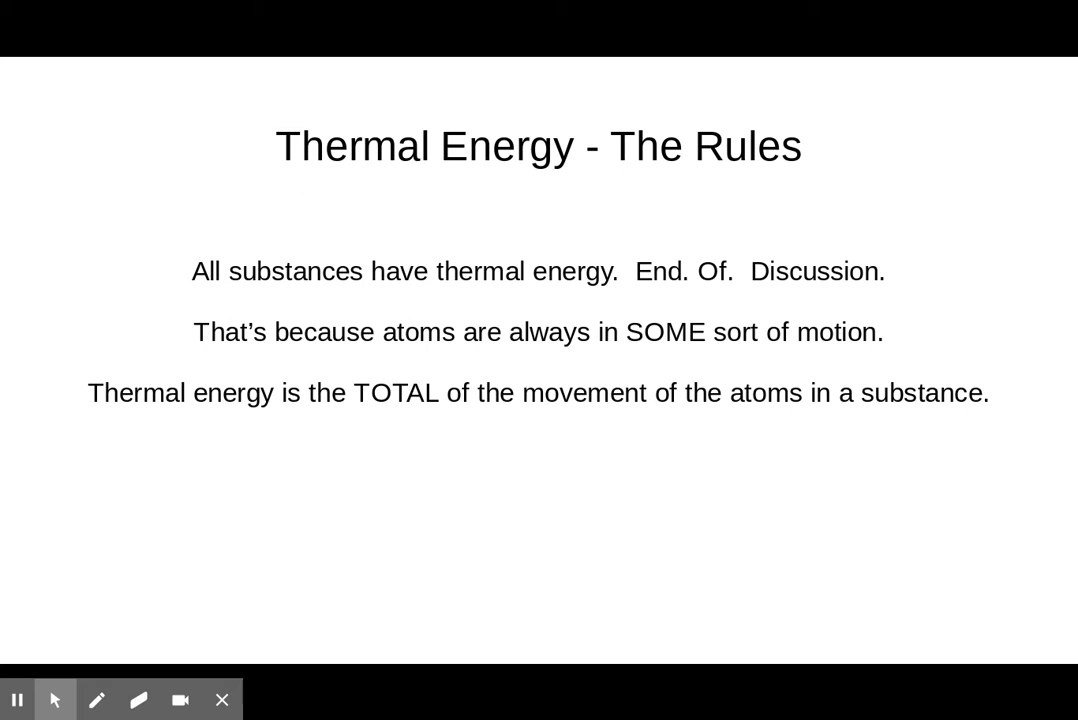 Thermal Energy - The Rules
All substances have thermal energy.  End. Of.  Discussion.
That’s because atoms are always in SOME sort of motion.
Thermal energy is the TOTAL of the movement of the atoms in a substance.